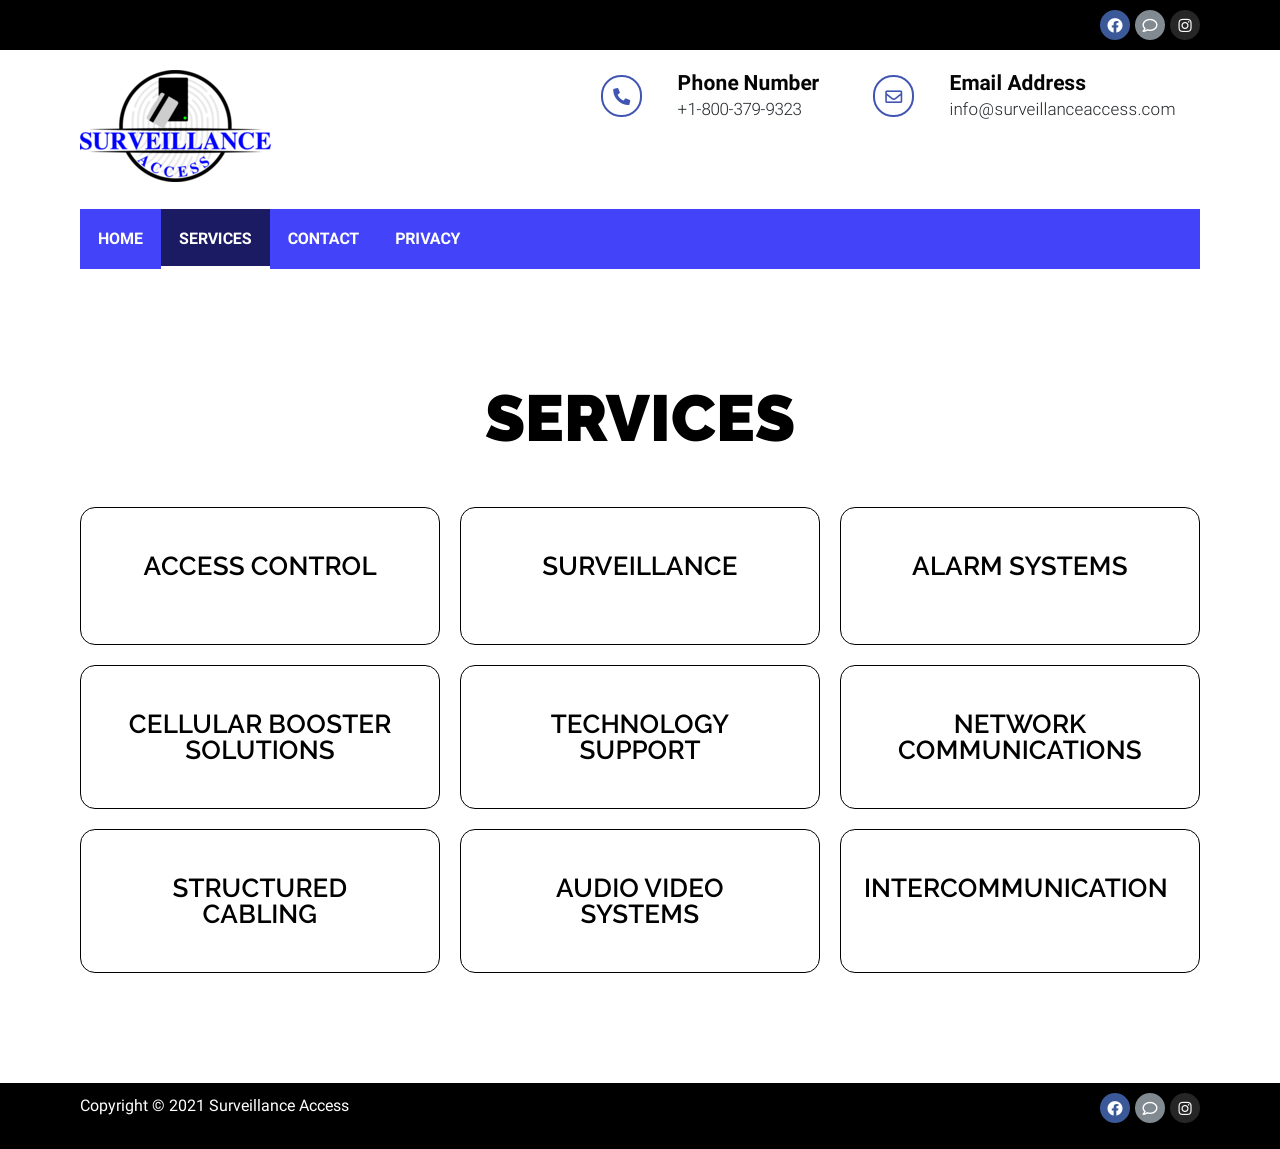 SURVEILLANCE
ACCESS
Phone Number
+1-800-379-9323
Email Address
info@surveillanceaccess.com
HOME SERVICES CONTACT PRIVACY
SERVICES
ACCESS CONTROL
SURVEILLANCE
ALARM SYSTEMS
CELLULAR BOOSTER
SOLUTIONS
TECHNOLOGY
SUPPORT
NETWORK
COMMUNICATIONS
STRUCTURED
CABLING
AUDIO VIDEO
SYSTEMS
INTERCOMMUNICATION
Copyright © 2021 Surveillance Access